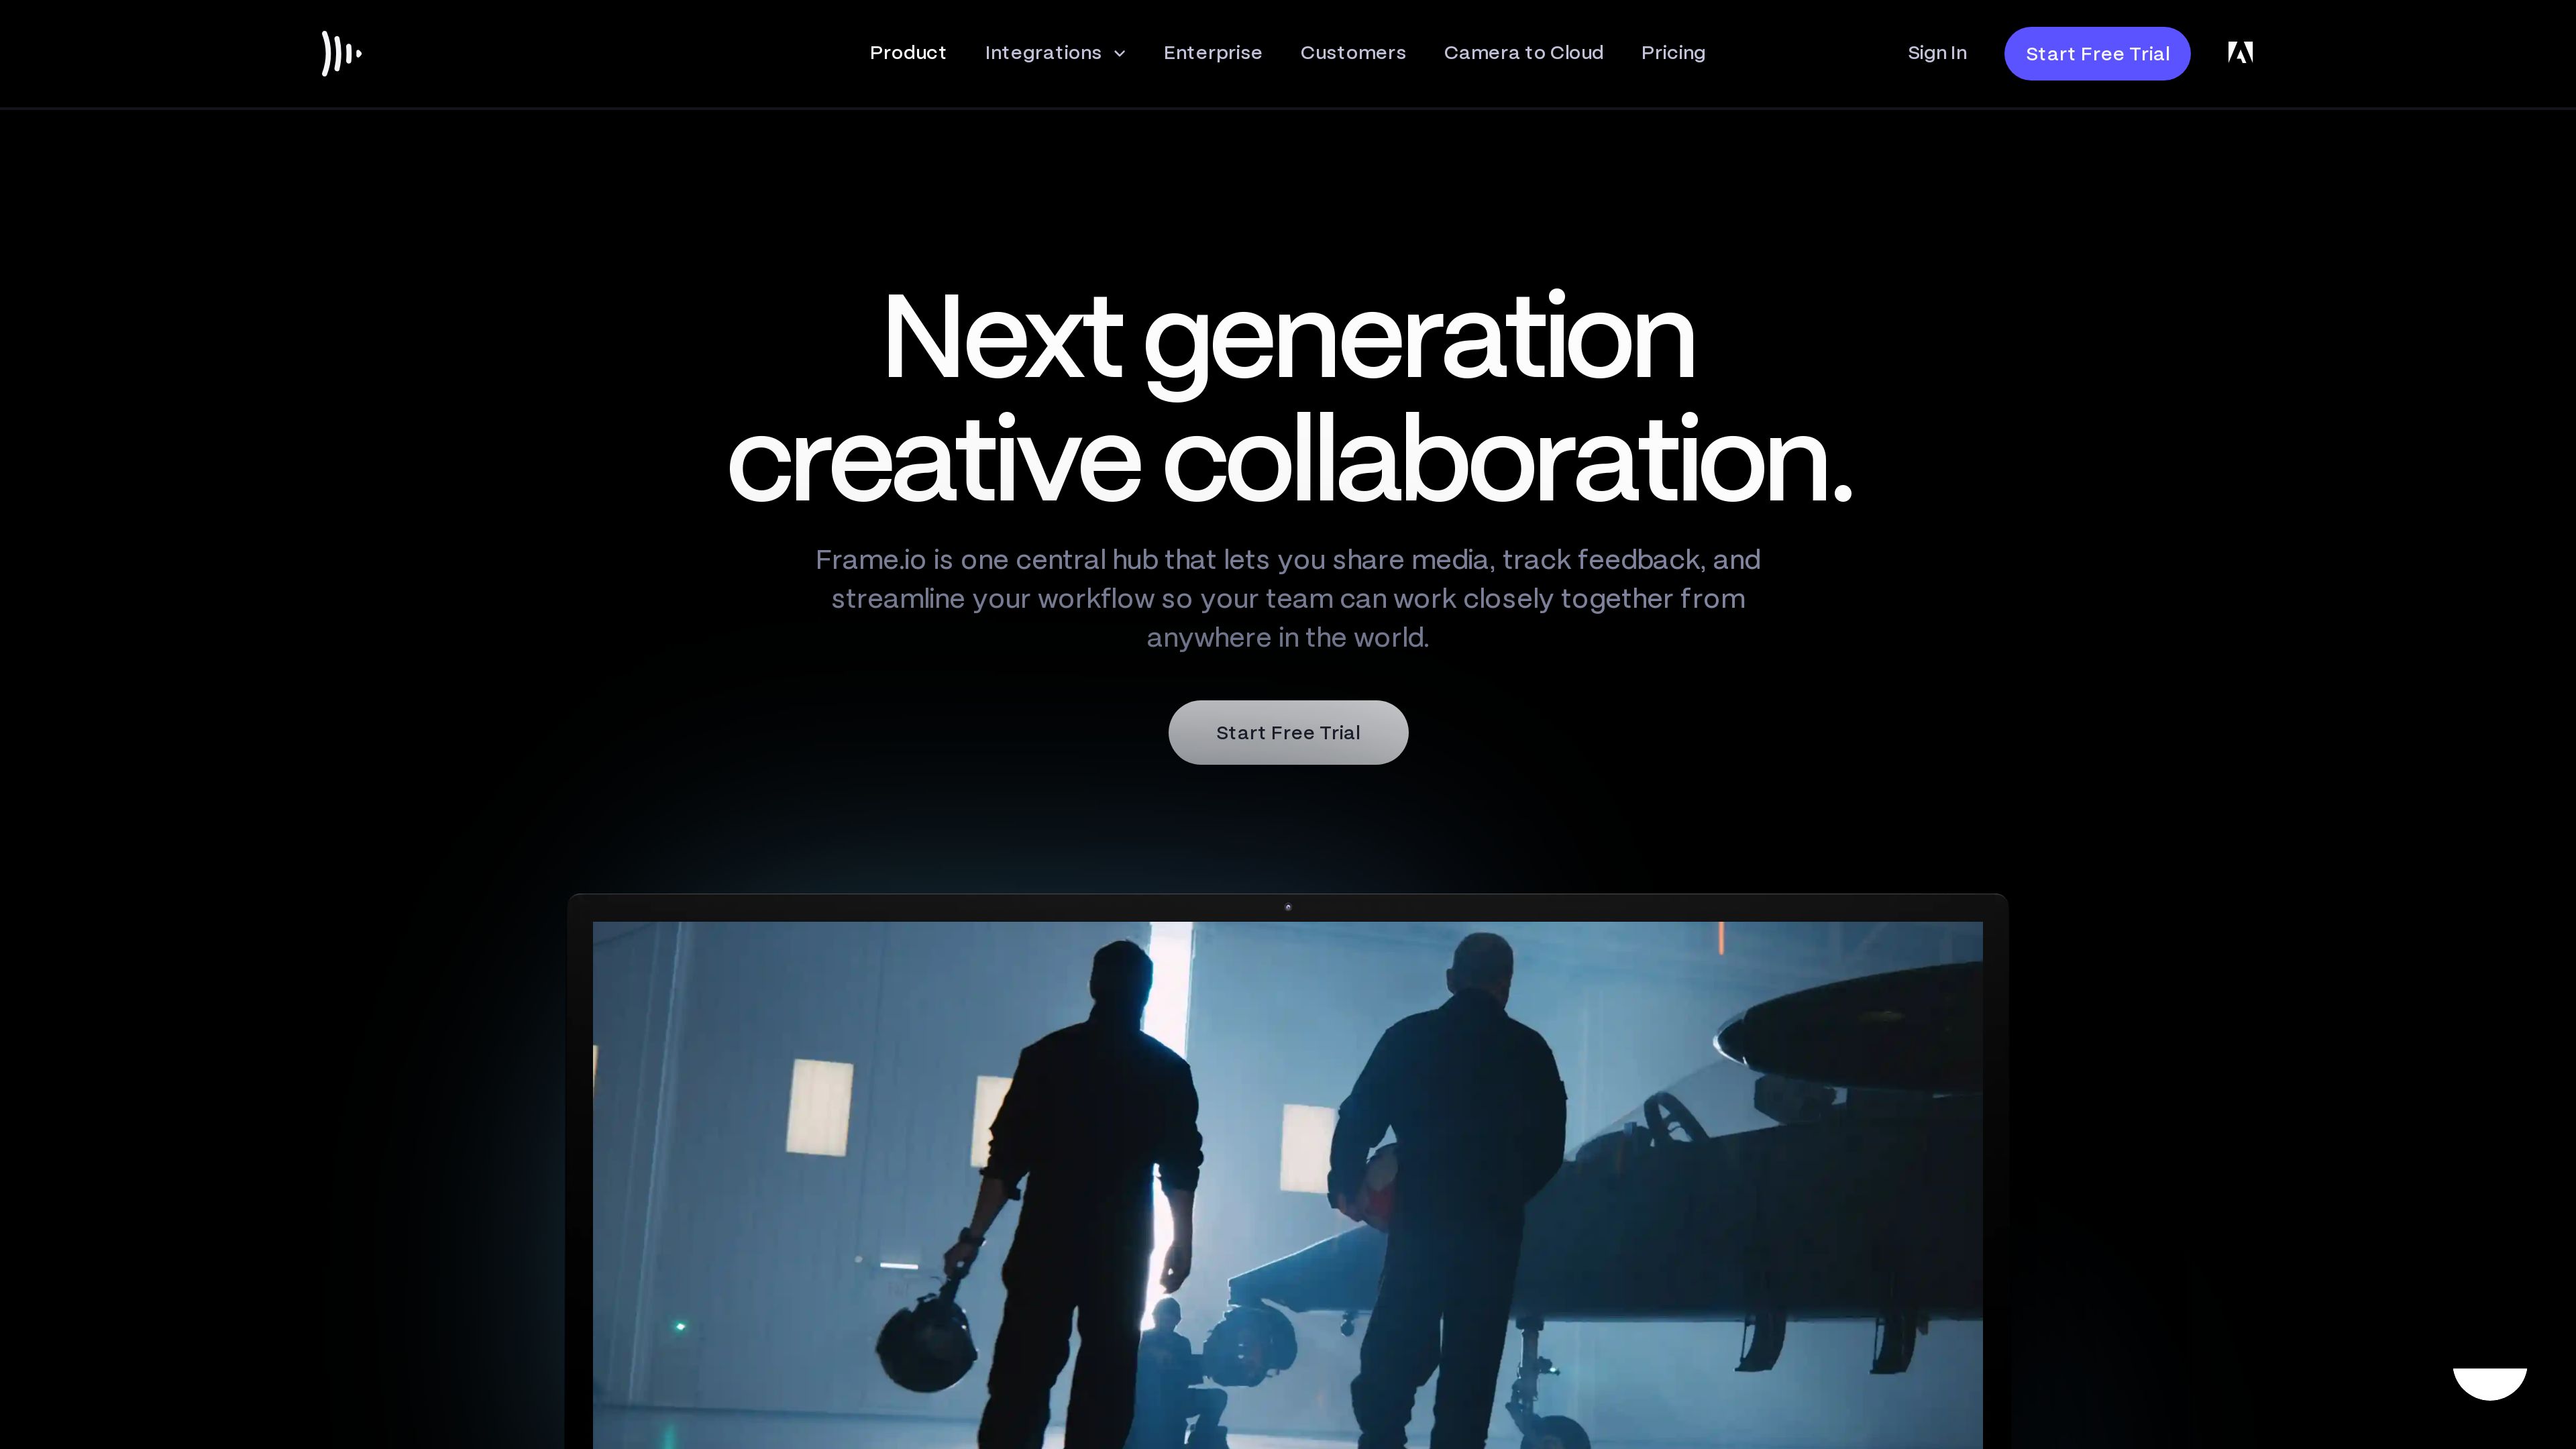 Product
Integrations
Enterprise
Customers
Camera to Cloud
Pricing
Sign In
Start Free Trial
Next generation
creative collaboration.
Frame.io is one central hub that lets you share media, track feedback, and
streamline your workflow so your team can work closely together from
anywhere in the world.
Start Free Trial